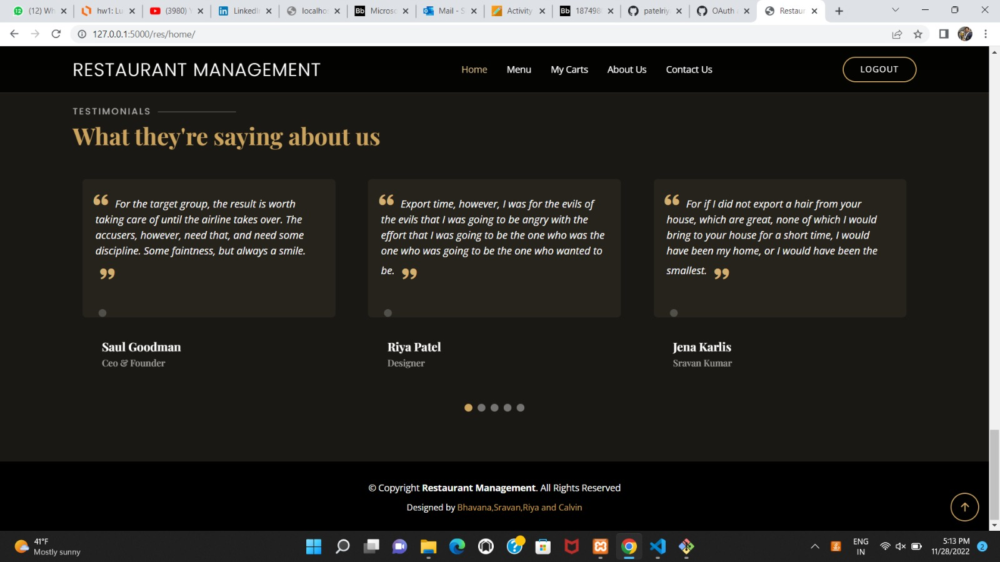 (12) Wh
hw1: Lu
(3980) Y
LinkedIn
localhos
Microso
Mail - S
Activity
187498
patelriy
OAuth
Restaur
127.0.0.1:5000/res/home/
RESTAURANT MANAGEMENT
Home
Menu
My Carts
About Us
Contact Us
LOGOUT
TESTIMONIALS
What they're saying about us
“ For the target group, the result is worth
taking care of until the airline takes over. The
accusers, however, need that, and need some
discipline. Some faintness, but always a smile.
”
Saul Goodman
Ceo & Founder
“ Export time, however, I was for the evils of
the evils that I was going to be angry with the
effort that I was going to be the one who was the
one who was going to be the one who wanted to
be. ”
Riya Patel
Designer
“ For if I did not export a hair from your
house, which are great, none of which I would
bring to your house for a short time, I would
have been my home, or I would have been the
smallest. ”
Jena Karlis
Sravan Kumar
© Copyright Restaurant Management. All Rights Reserved
Designed by Bhavana,Sravan,Riya and Calvin
41°F
Mostly sunny
ENG
IN
5:13 PM
11/28/2022
2